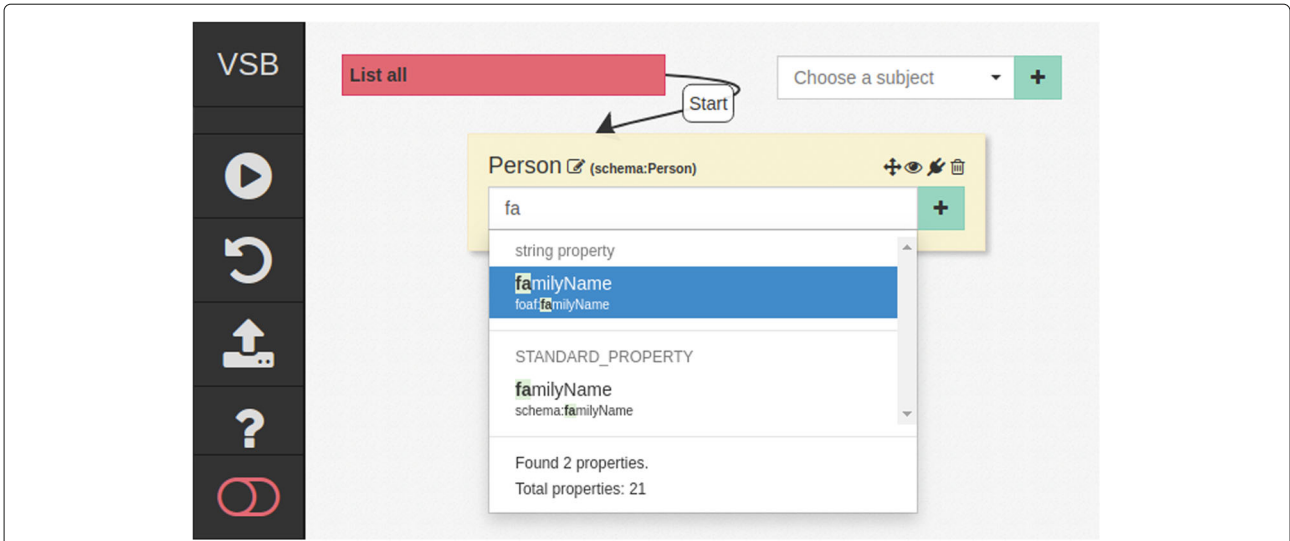 VSB
List all
Start
Choose a subject
+
Person (schema:Person)
fa
+
string property
familyName
foaf:familyName
STANDARD_PROPERTY
familyName
schema:familyName
Found 2 properties.
Total properties: 21
?